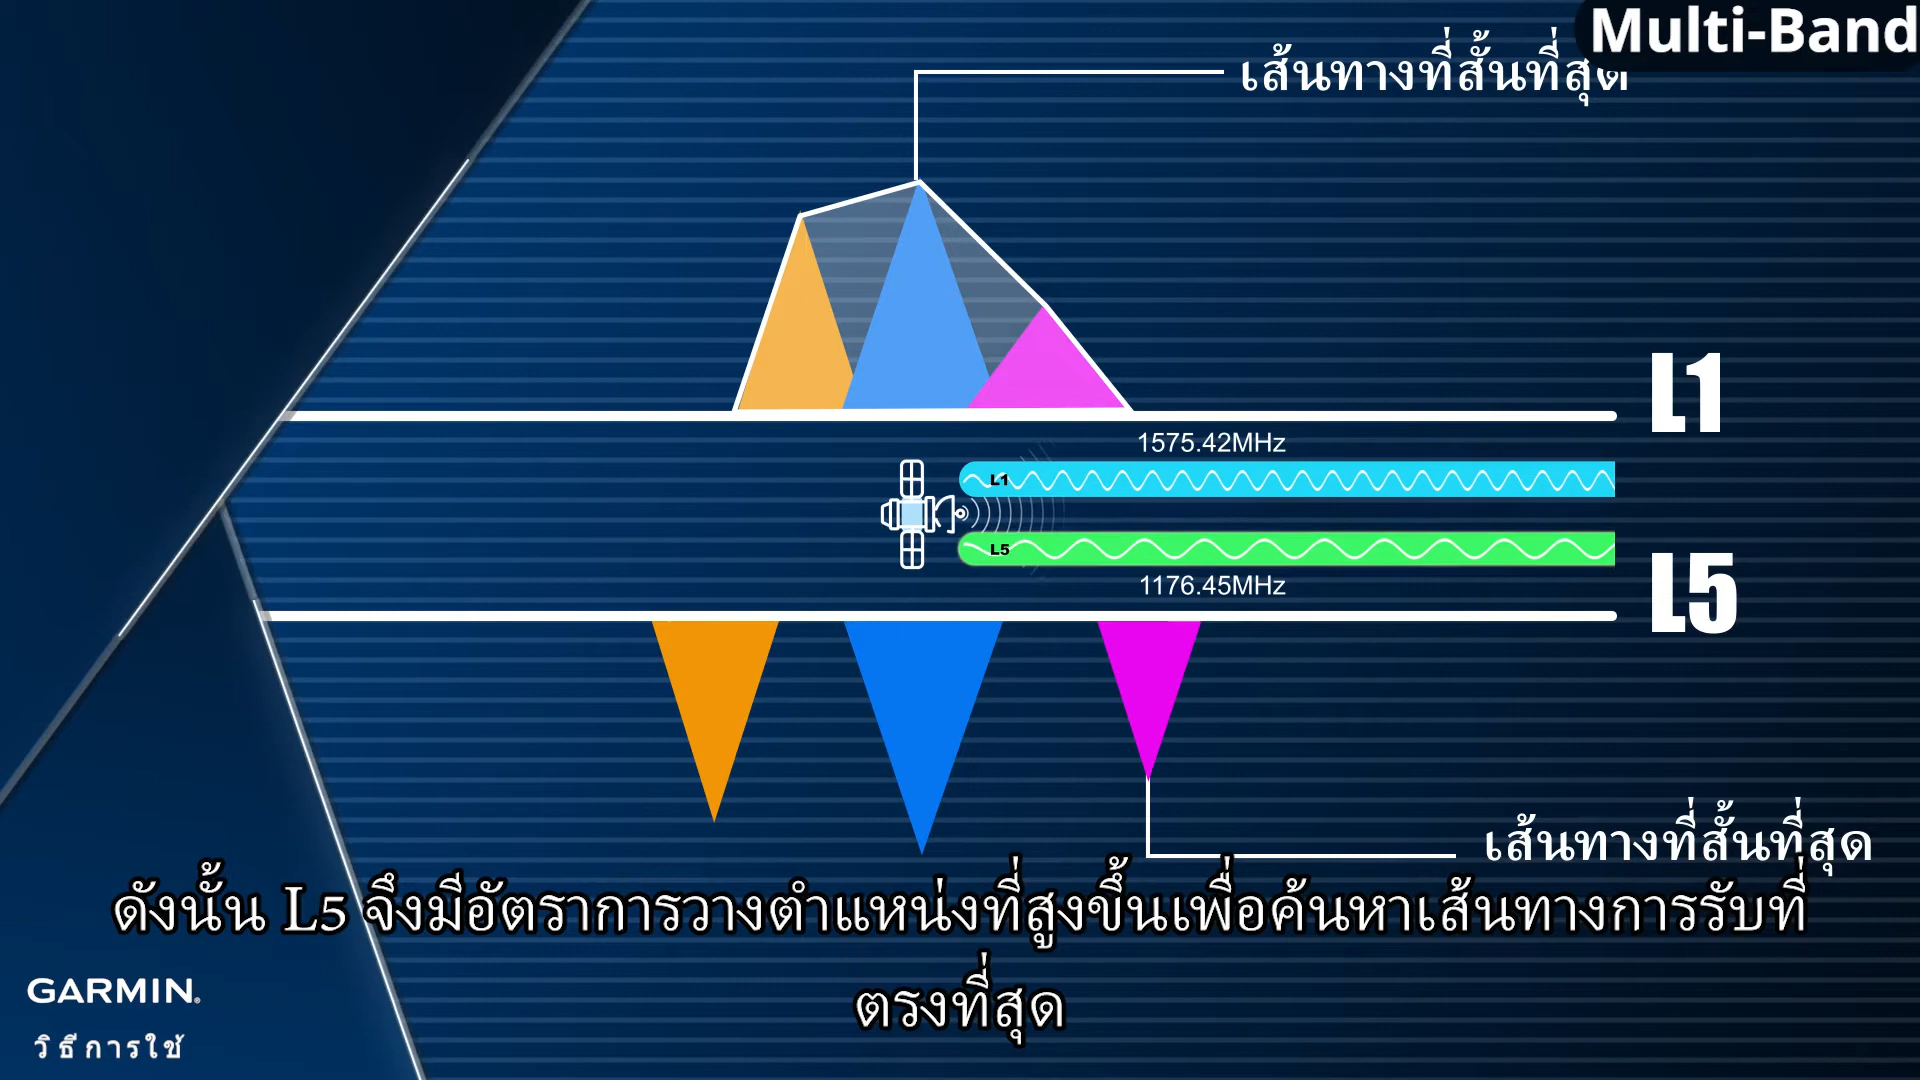 Multi-Band
เส้นทางที่สั้นที่สุด
L1
1575.42MHz
L1
L5
L5
1176.45MHz
เส้นทางที่สั้นที่สุด
ดังนั้น L5 จึงมีอัตราการวางตำแหน่งที่สูงขึ้นเพื่อค้นหาเส้นทางการรับที่
ตรงที่สุด
GARMIN.
วิธีการใช้